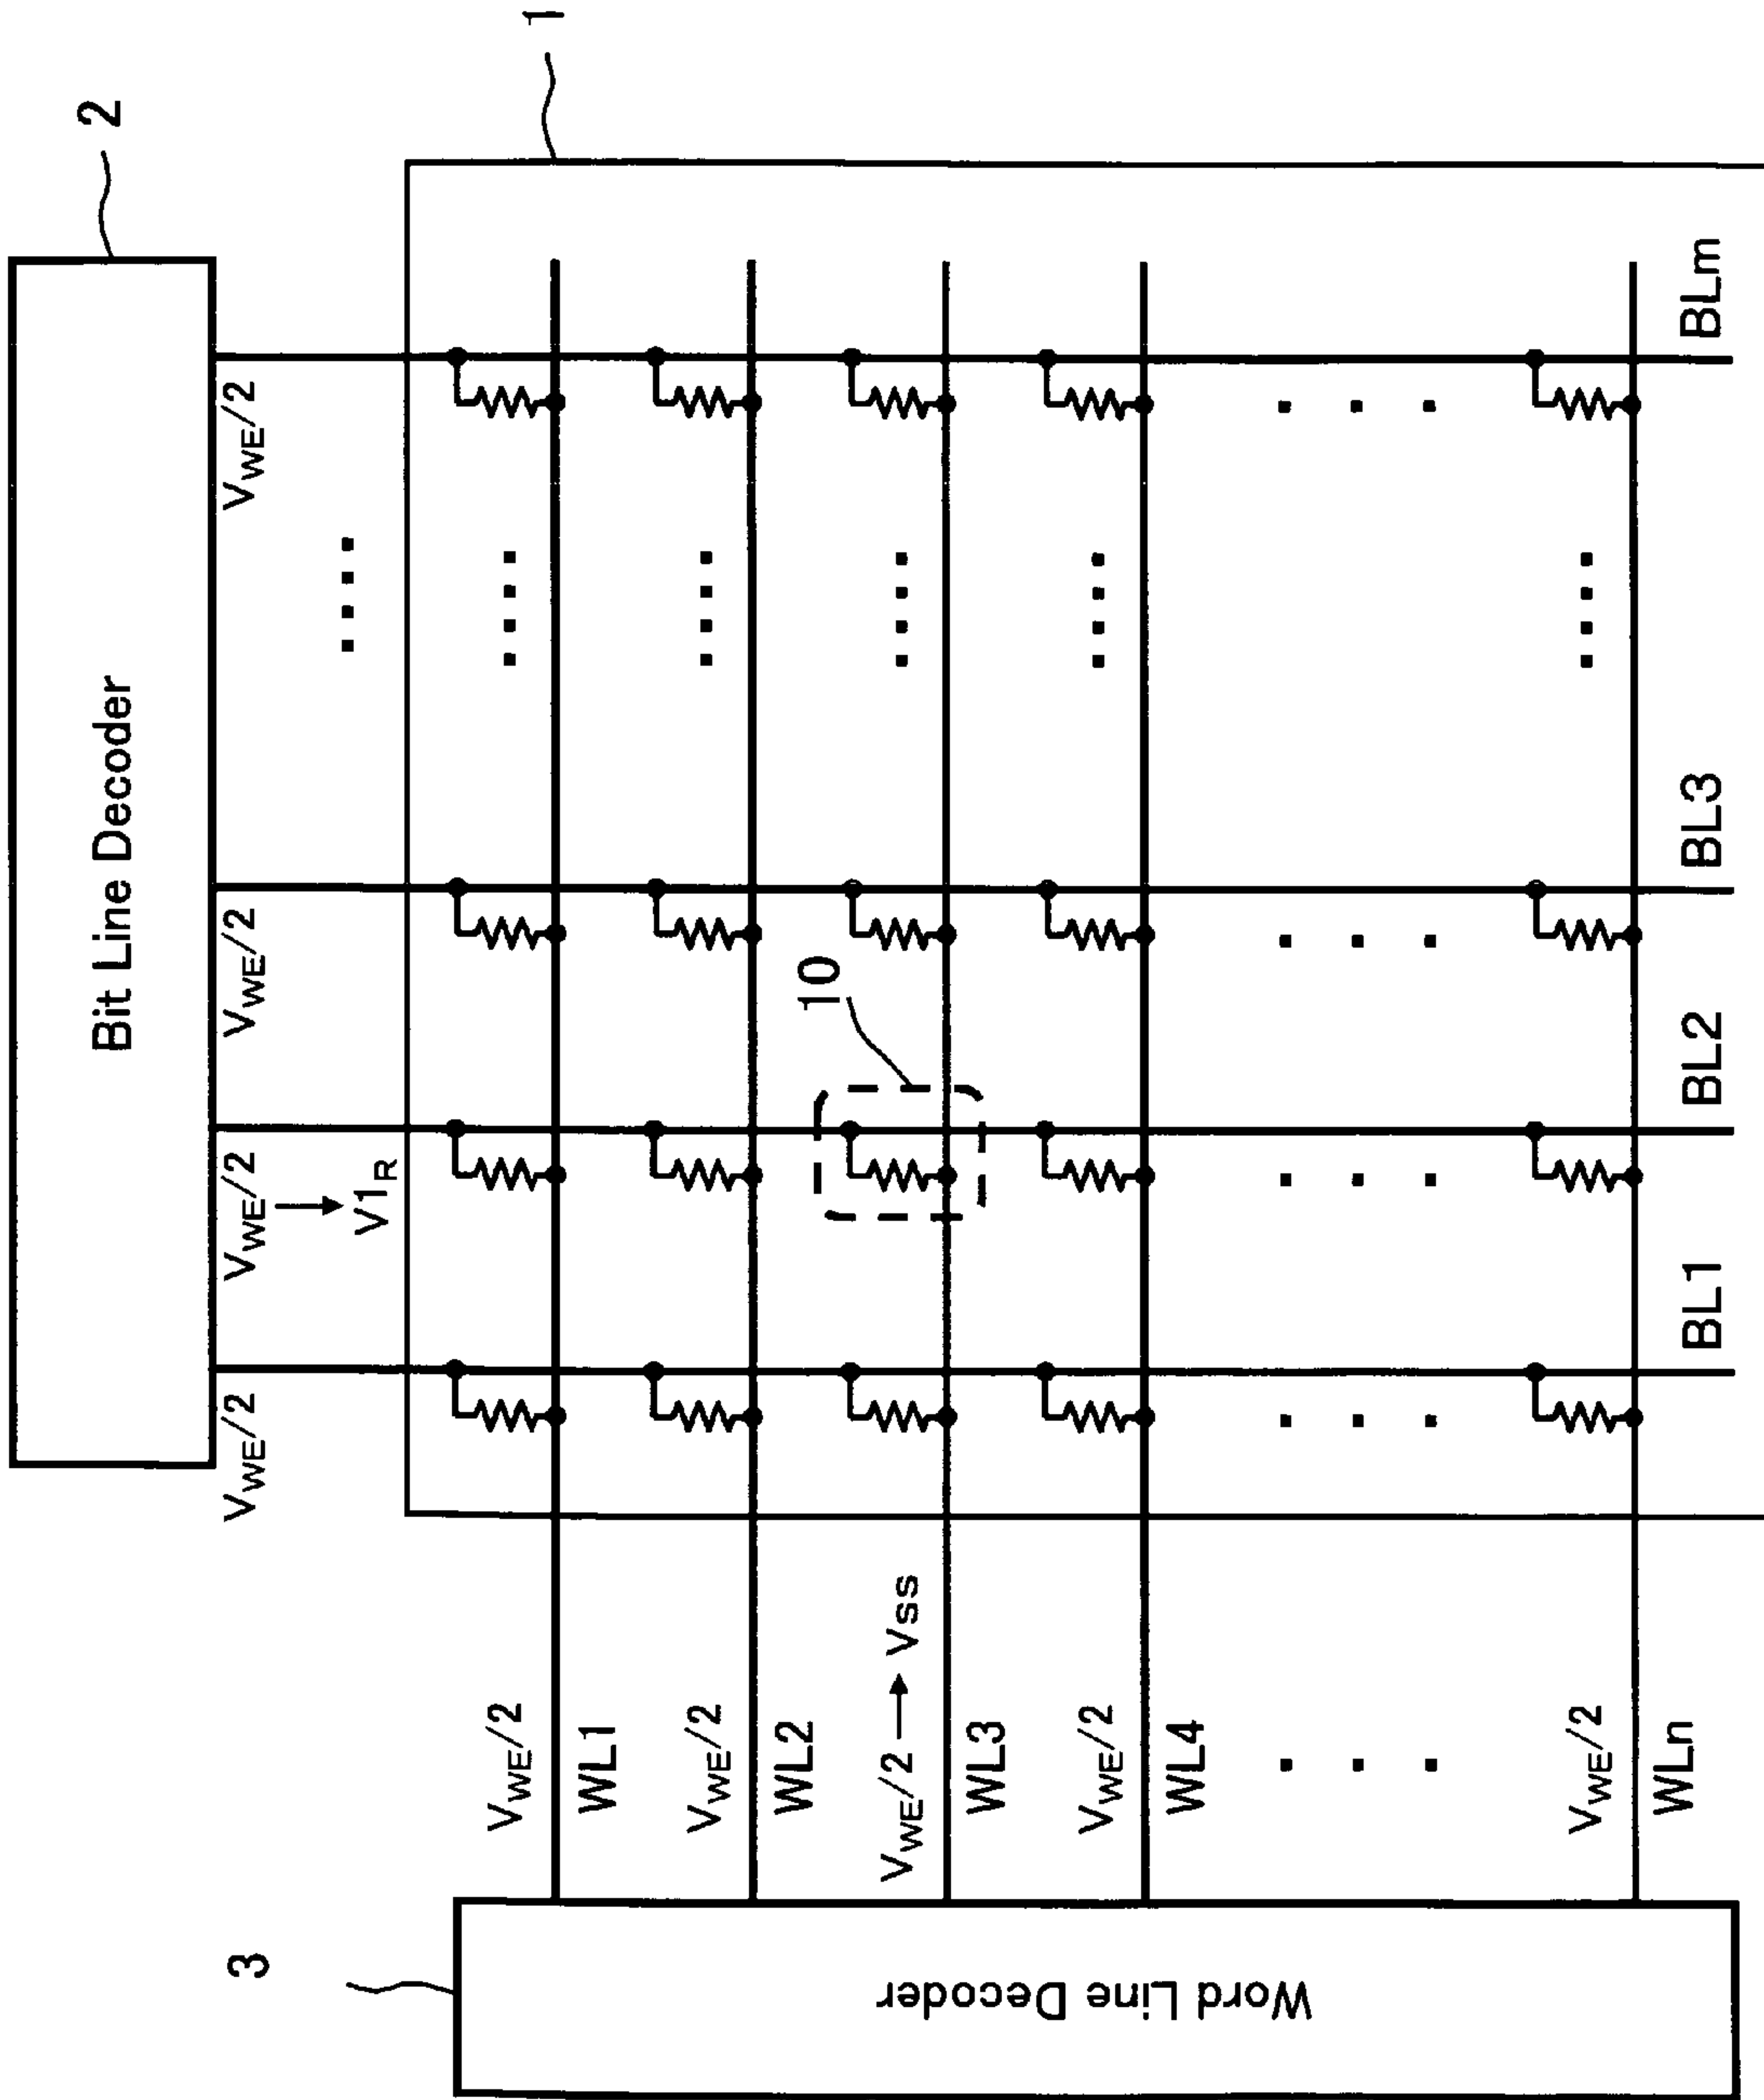 2
Bit Line Decoder
1
V_WE/2
V_WE/2
V_WE/2
V_WE/2
V1_R
10
V_WE/2
WL1
V_WE/2
WL2
V_WE/2 → Vss
WL3
V_WE/2
WL4
V_WE/2
WLn
3
Word Line Decoder
BL1
BL2
BL3
BLm